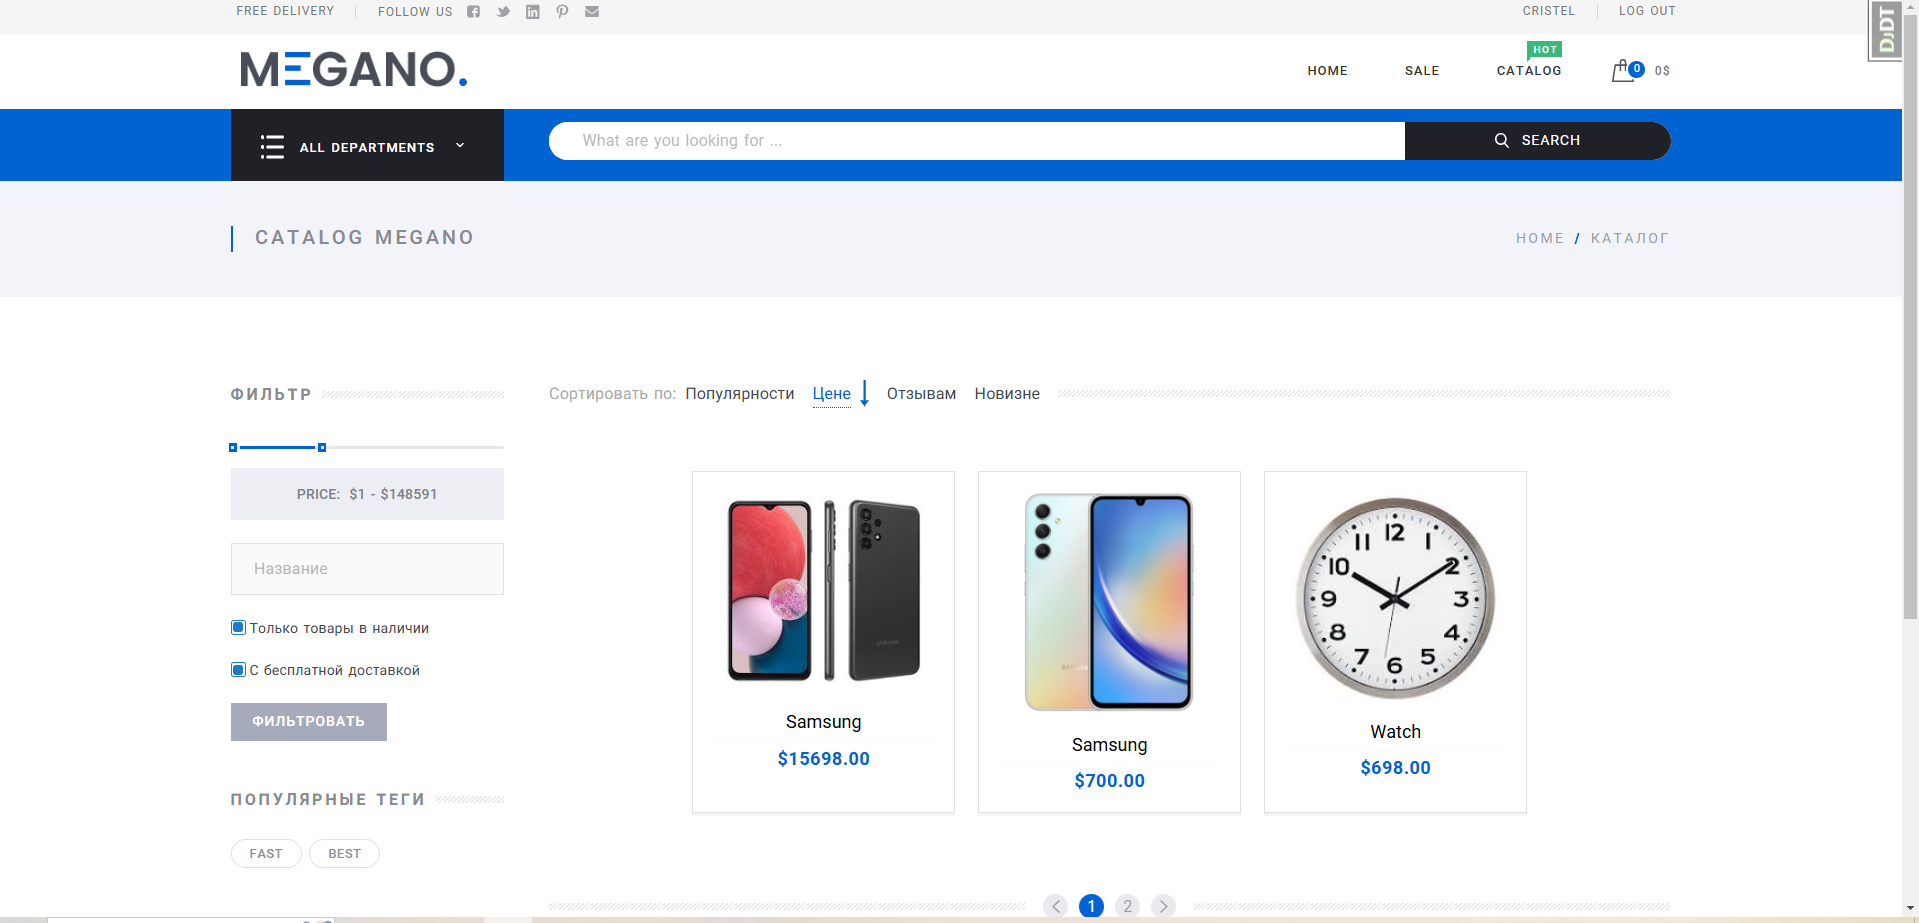 FREE DELIVERY FOLLOW US CRISTEL LOG OUT
DJDT
MEGANO.
HOME SALE CATALOG HOT 0 0$
ALL DEPARTMENTS What are you looking for ... SEARCH
CATALOG MEGANO HOME / КАТАЛОГ
ФИЛЬТР
PRICE: $1 - $148591
Название
Только товары в наличии
С бесплатной доставкой
ФИЛЬТРОВАТЬ
ПОПУЛЯРНЫЕ ТЕГИ
FAST BEST
Сортировать по: Популярности Цене Отзывам Новизне
SAMSUNG
Samsung
$15698.00
Samsung
$700.00
12 1 2 3 4 5 6 7 8 9 10 11
Watch
$698.00
1 2